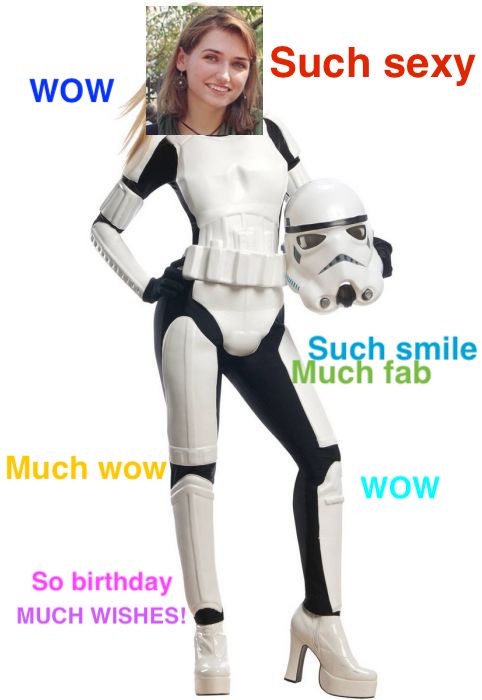 Such sexy
WOW
Such smile
Much fab
Much wow
WOW
So birthday
MUCH WISHES!